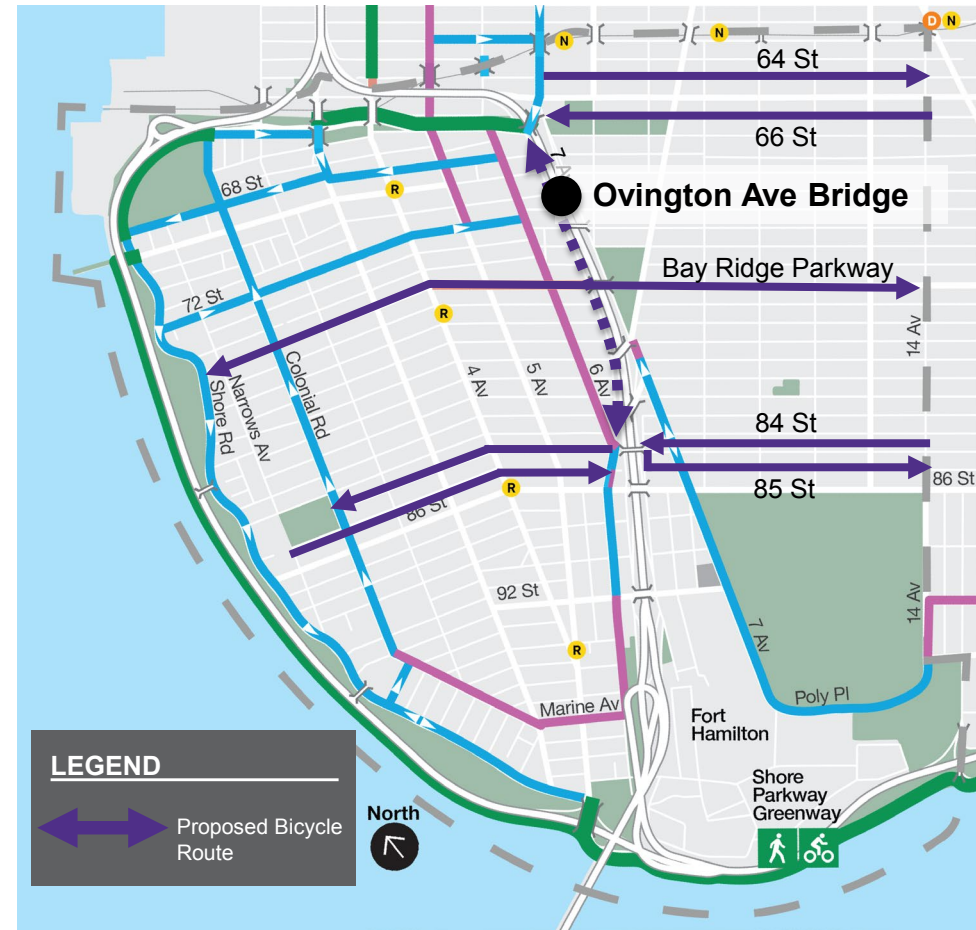 D N
N
N
64 St
66 St
7 A
Ovington Ave Bridge
68 St
R
Bay Ridge Parkway
72 St
R
14 Av
Colonial Rd
4 Av
5 Av
6 Av
Narrows Av
Shore Rd
84 St
86 St
85 St
86 St
R
92 St
14 Av
7 Av
R
Poly Pl
Marine Av
Fort
Hamilton
LEGEND
Proposed Bicycle
Route
North
Shore
Parkway
Greenway